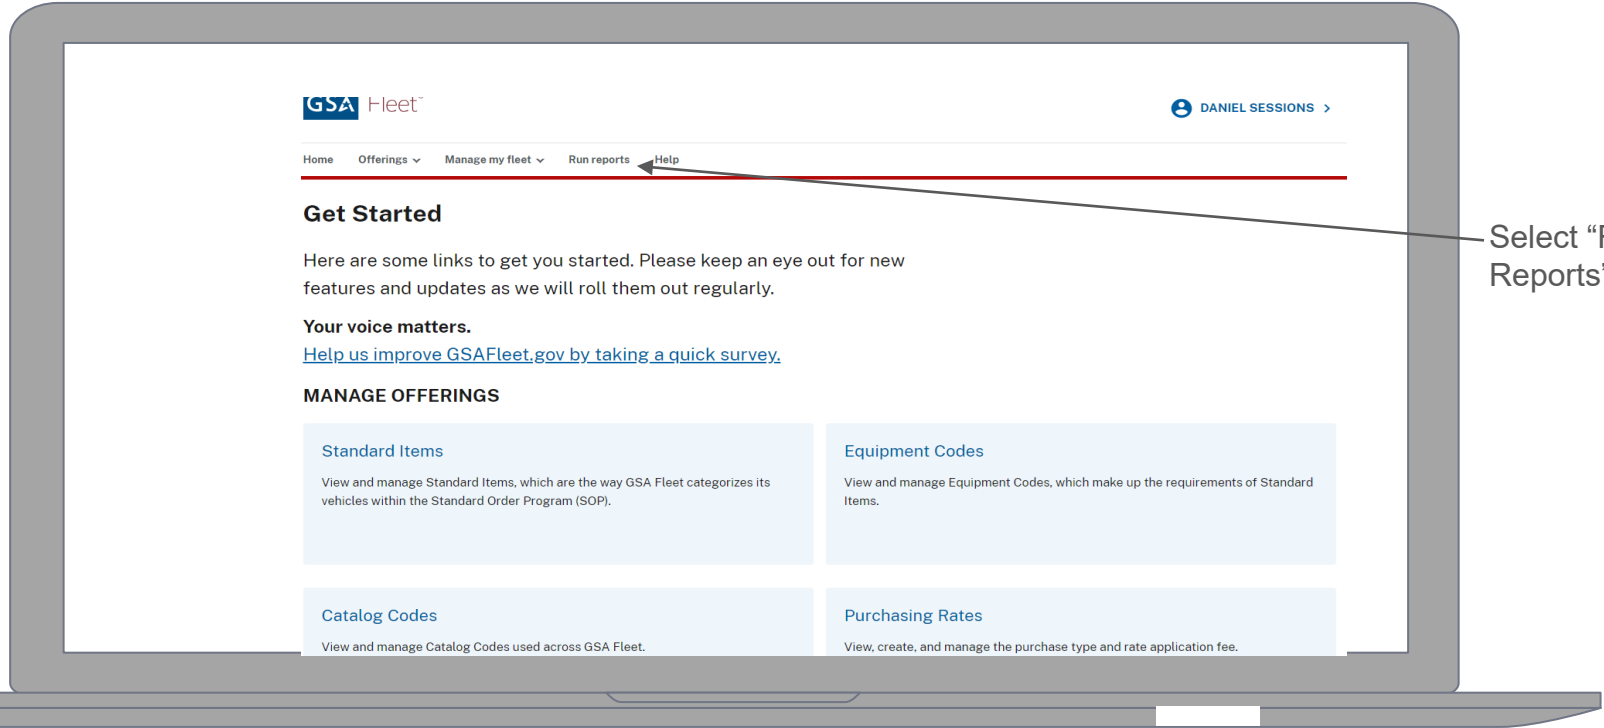 GSA Fleet
DANIEL SESSIONS
Home Offerings Manage my fleet Run reports Help
Get Started
Select “
Reports”
Here are some links to get you started. Please keep an eye out for new
features and updates as we will roll them out regularly.
Your voice matters.
Help us improve GSAFleet.gov by taking a quick survey.
MANAGE OFFERINGS
Standard Items
View and manage Standard Items, which are the way GSA Fleet categorizes its
vehicles within the Standard Order Program (SOP).
Equipment Codes
View and manage Equipment Codes, which make up the requirements of Standard
Items.
Catalog Codes
View and manage Catalog Codes used across GSA Fleet.
Purchasing Rates
View, create, and manage the purchase type and rate application fee.